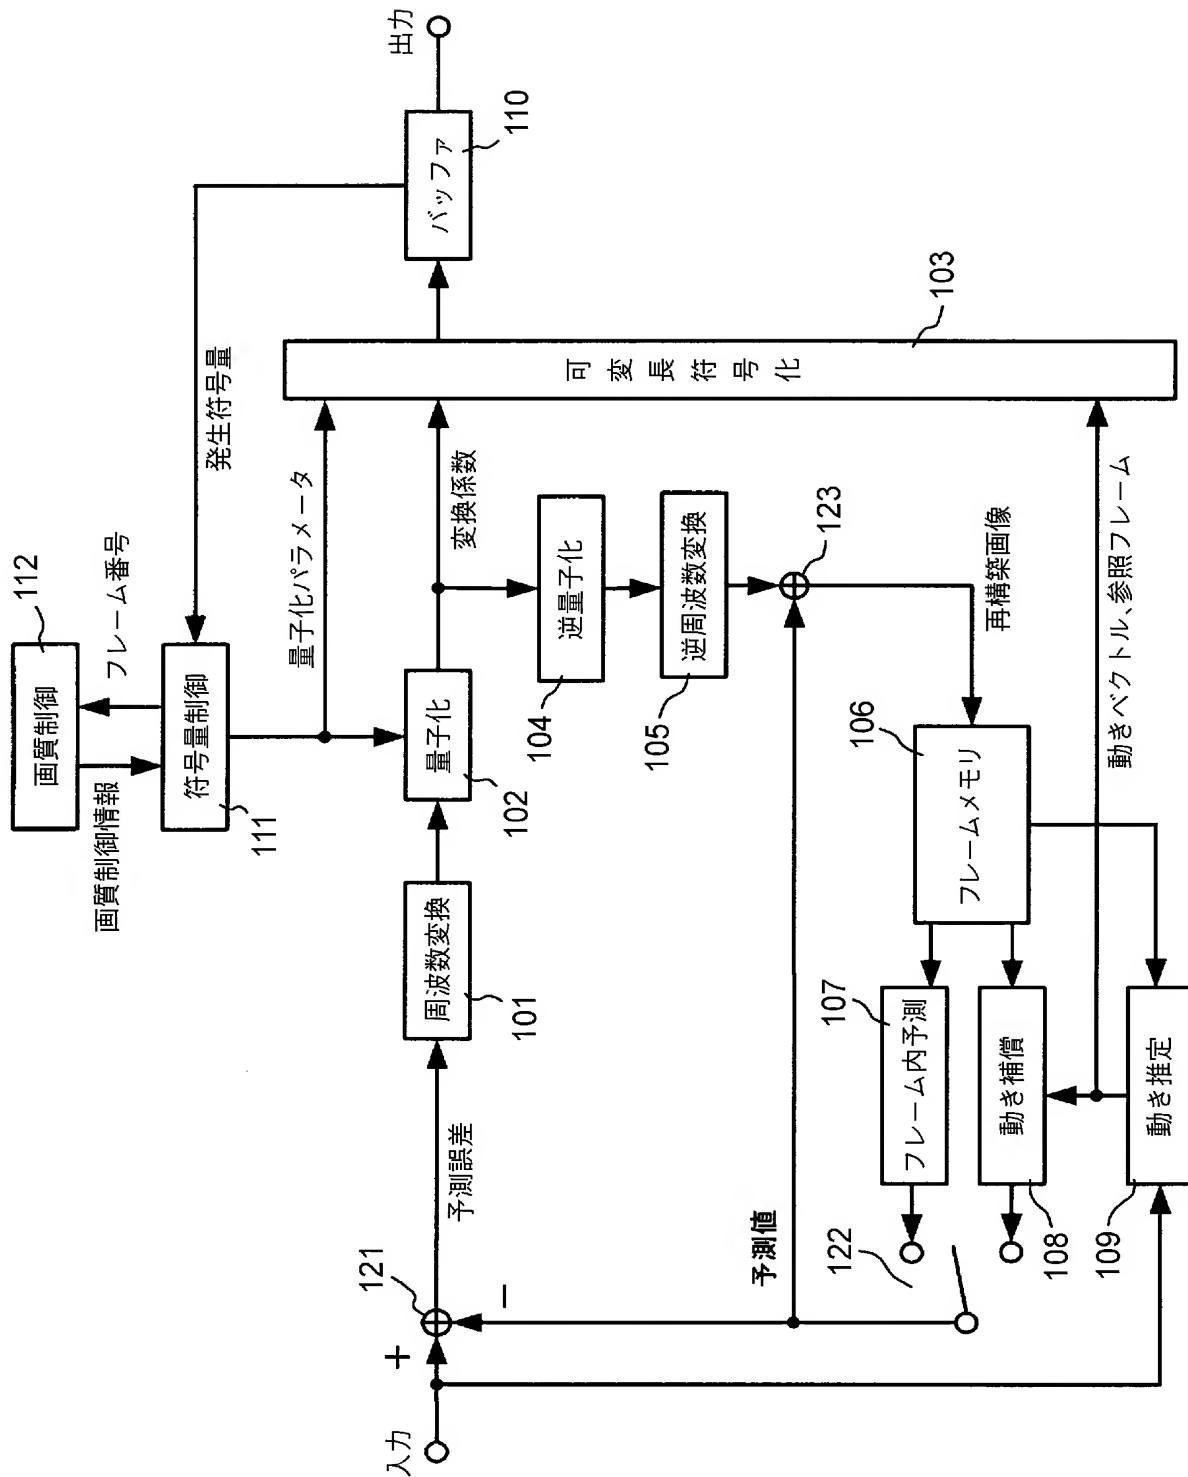 画質制御
112
画質制御情報
フレーム番号
符号量制御
111
発生符号量
量子化パラメータ
入力
+
121
−
予測誤差
周波数変換
101
量子化
102
変換係数
可変長符号化
103
バッファ
110
出力
逆量子化
104
逆周波数変換
105
123
予測値
再構築画像
122
フレーム内予測
107
フレームメモリ
106
動き補償
108
動き推定
109
動きベクトル、参照フレーム